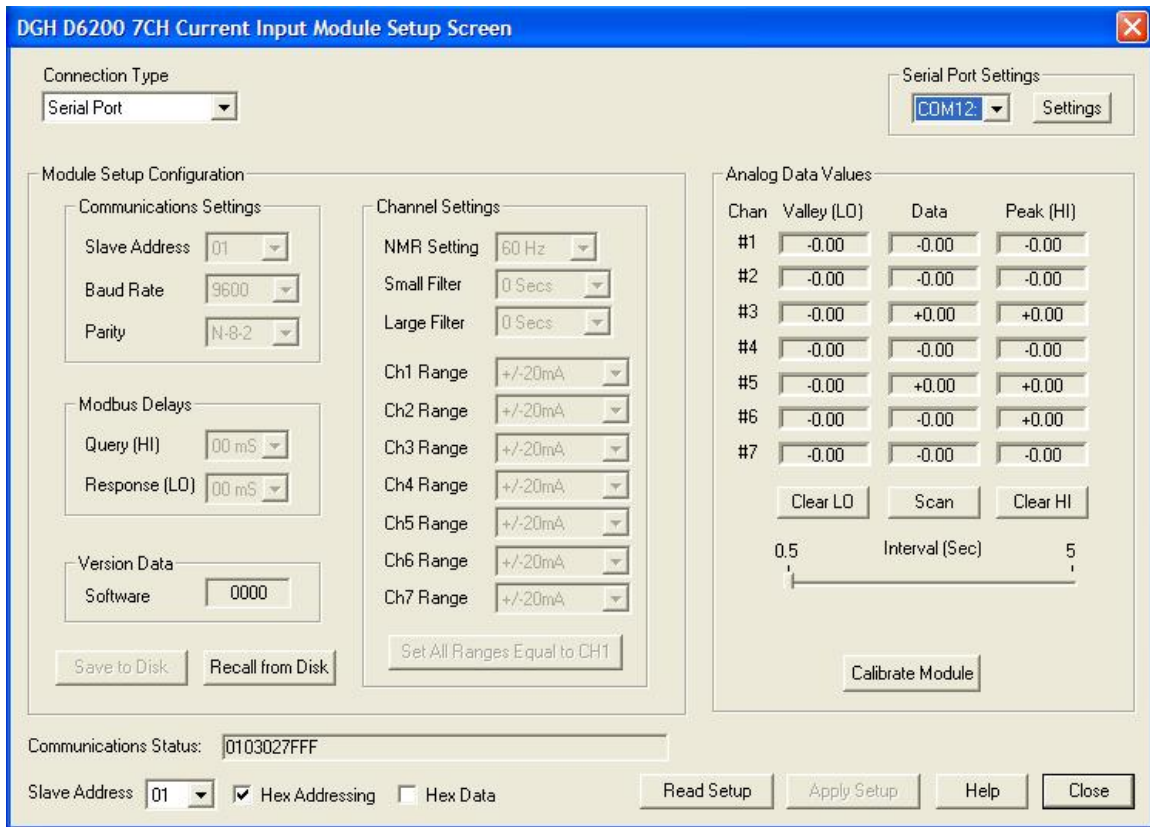 DGH D6200 7CH Current Input Module Setup Screen
Connection Type
Serial Port
Serial Port Settings
COM12:
Settings
Module Setup Configuration
Communications Settings
Slave Address 01
Baud Rate 9600
Parity N-8-2
Modbus Delays
Query (HI) 00 mS
Response (LO) 00 mS
Version Data
Software 0000
Save to Disk
Recall from Disk
Channel Settings
NMR Setting 60 Hz
Small Filter 0 Secs
Large Filter 0 Secs
Ch1 Range +/-20mA
Ch2 Range +/-20mA
Ch3 Range +/-20mA
Ch4 Range +/-20mA
Ch5 Range +/-20mA
Ch6 Range +/-20mA
Ch7 Range +/-20mA
Set All Ranges Equal to CH1
Analog Data Values
Chan Valley (LO) Data Peak (HI)
#1 -0.00 -0.00 -0.00
#2 -0.00 -0.00 -0.00
#3 -0.00 +0.00 +0.00
#4 -0.00 -0.00 -0.00
#5 -0.00 +0.00 -0.00
#6 -0.00 -0.00 +0.00
#7 -0.00 -0.00 -0.00
Clear LO
Scan
Clear HI
0.5 Interval (Sec) 5
Calibrate Module
Communications Status: 0103027FFF
Slave Address 01 Hex Addressing Hex Data
Read Setup
Apply Setup
Help
Close